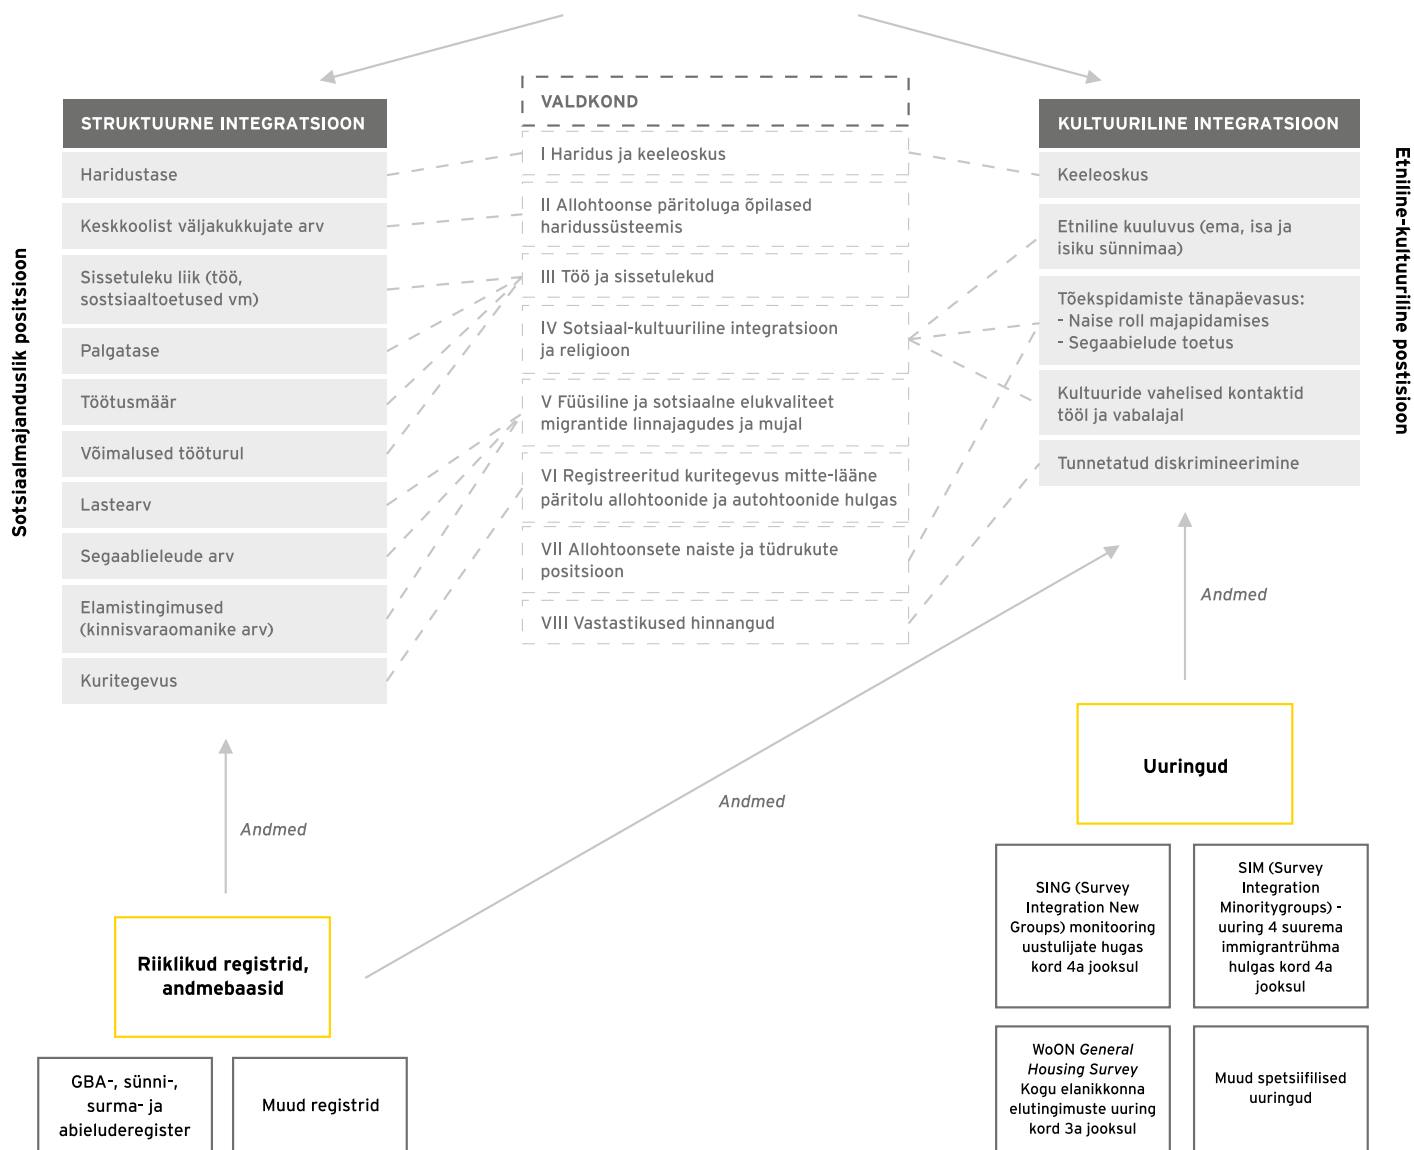 Sotsiaalmajanduslik positsioon
STRUKTUURNE INTEGRATSIOON
Haridustase
Keskkoolist väljakukkujate arv
Sissetuleku liik (töö,
sostsiaaltoetused vm)
Palgatase
Töötusmäär
Võimalused tööturul
Lastearv
Segaablieleude arv
Elamistingimused
(kinnisvaraomanike arv)
Kuritegevus
VALDKOND
I Haridus ja keeleoskus
II Allohtoonse päritoluga õpilased
haridussüsteemis
III Töö ja sissetulekud
IV Sotsiaal-kultuuriline integratsioon
ja religioon
V Füüsiline ja sotsiaalne elukvaliteet
migrantide linnajagudes ja mujal
VI Registreeritud kuritegevus mitte-lääne
päritolu allohtoonide ja autohtoonide hulgas
VII Allohtoonsete naiste ja tüdrukute
positsioon
VIII Vastastikused hinnangud
KULTUURILINE INTEGRATSIOON
Keeleoskus
Etniline kuuluvus (ema, isa ja
isiku sünnimaa)
Tõekspidamiste tänapäevasus:
- Naise roll majapidamises
- Segaabielude toetus
Kultuuride vahelised kontaktid
tööl ja vabalajal
Tunnetatud diskrimineerimine
Etniline-kultuuriline postisioon
Andmed
Andmed
Andmed
Riiklikud registrid,
andmebaasid
GBA-, sünni-,
surma- ja
abieluderegister
Muud registrid
Uuringud
SING (Survey
Integration New
Groups) monitooring
uustulijate hugas
kord 4a jooksul
SIM (Survey
Integration
Minoritygroups) -
uuring 4 suurema
immigrantrühma
hulgas kord 4a
jooksul
WoON General
Housing Survey
Kogu elanikkonna
elutingimuste uuring
kord 3a jooksul
Muud spetsiifilised
uuringud